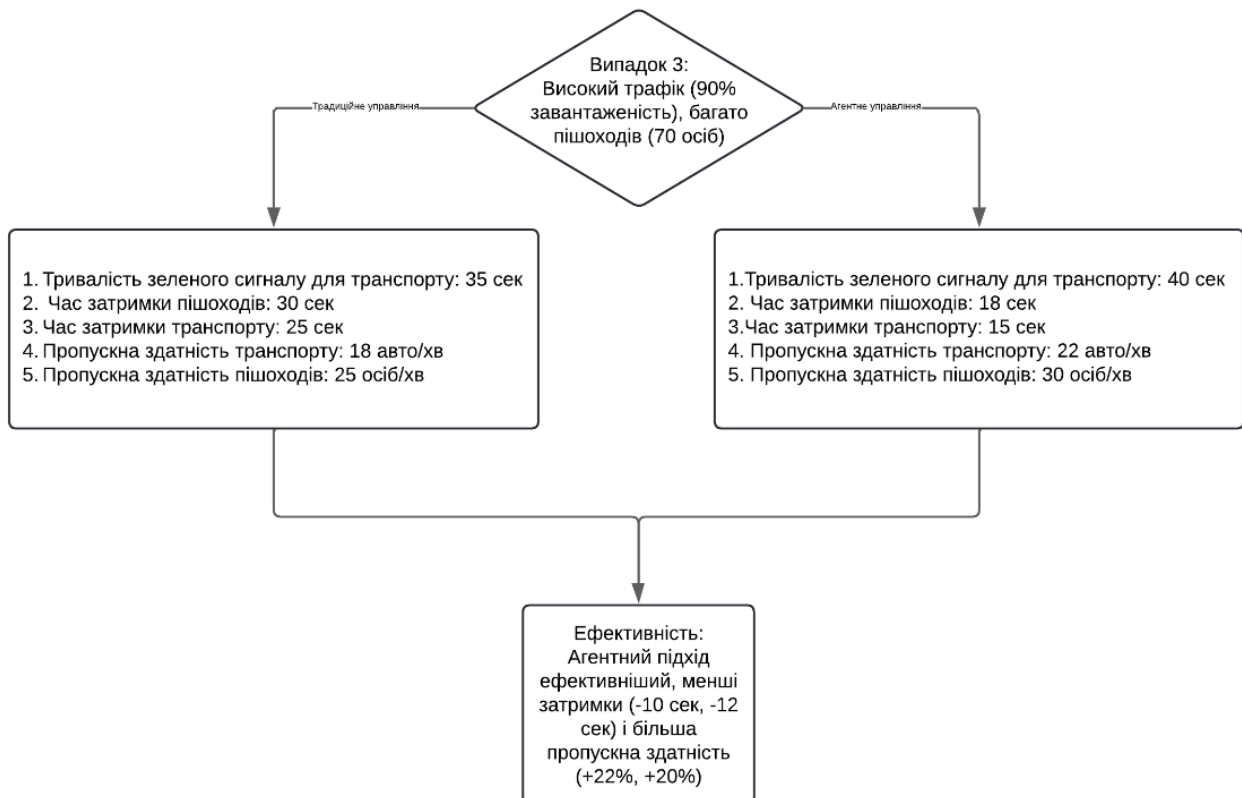 Випадок 3:
Високий трафік (90%
завантаженість), багато
пішоходів (70 осіб)
Традиційне управління
Агентне управління
1. Тривалість зеленого сигналу для транспорту: 35 сек
2. Час затримки пішоходів: 30 сек
3. Час затримки транспорту: 25 сек
4. Пропускна здатність транспорту: 18 авто/хв
5. Пропускна здатність пішоходів: 25 осіб/хв
1.Тривалість зеленого сигналу для транспорту: 40 сек
2. Час затримки пішоходів: 18 сек
3.Час затримки транспорту: 15 сек
4. Пропускна здатність транспорту: 22 авто/хв
5. Пропускна здатність пішоходів: 30 осіб/хв
Ефективність:
Агентний підхід
ефективніший, менші
затримки (-10 сек, -12
сек) і більша
пропускна здатність
(+22%, +20%)